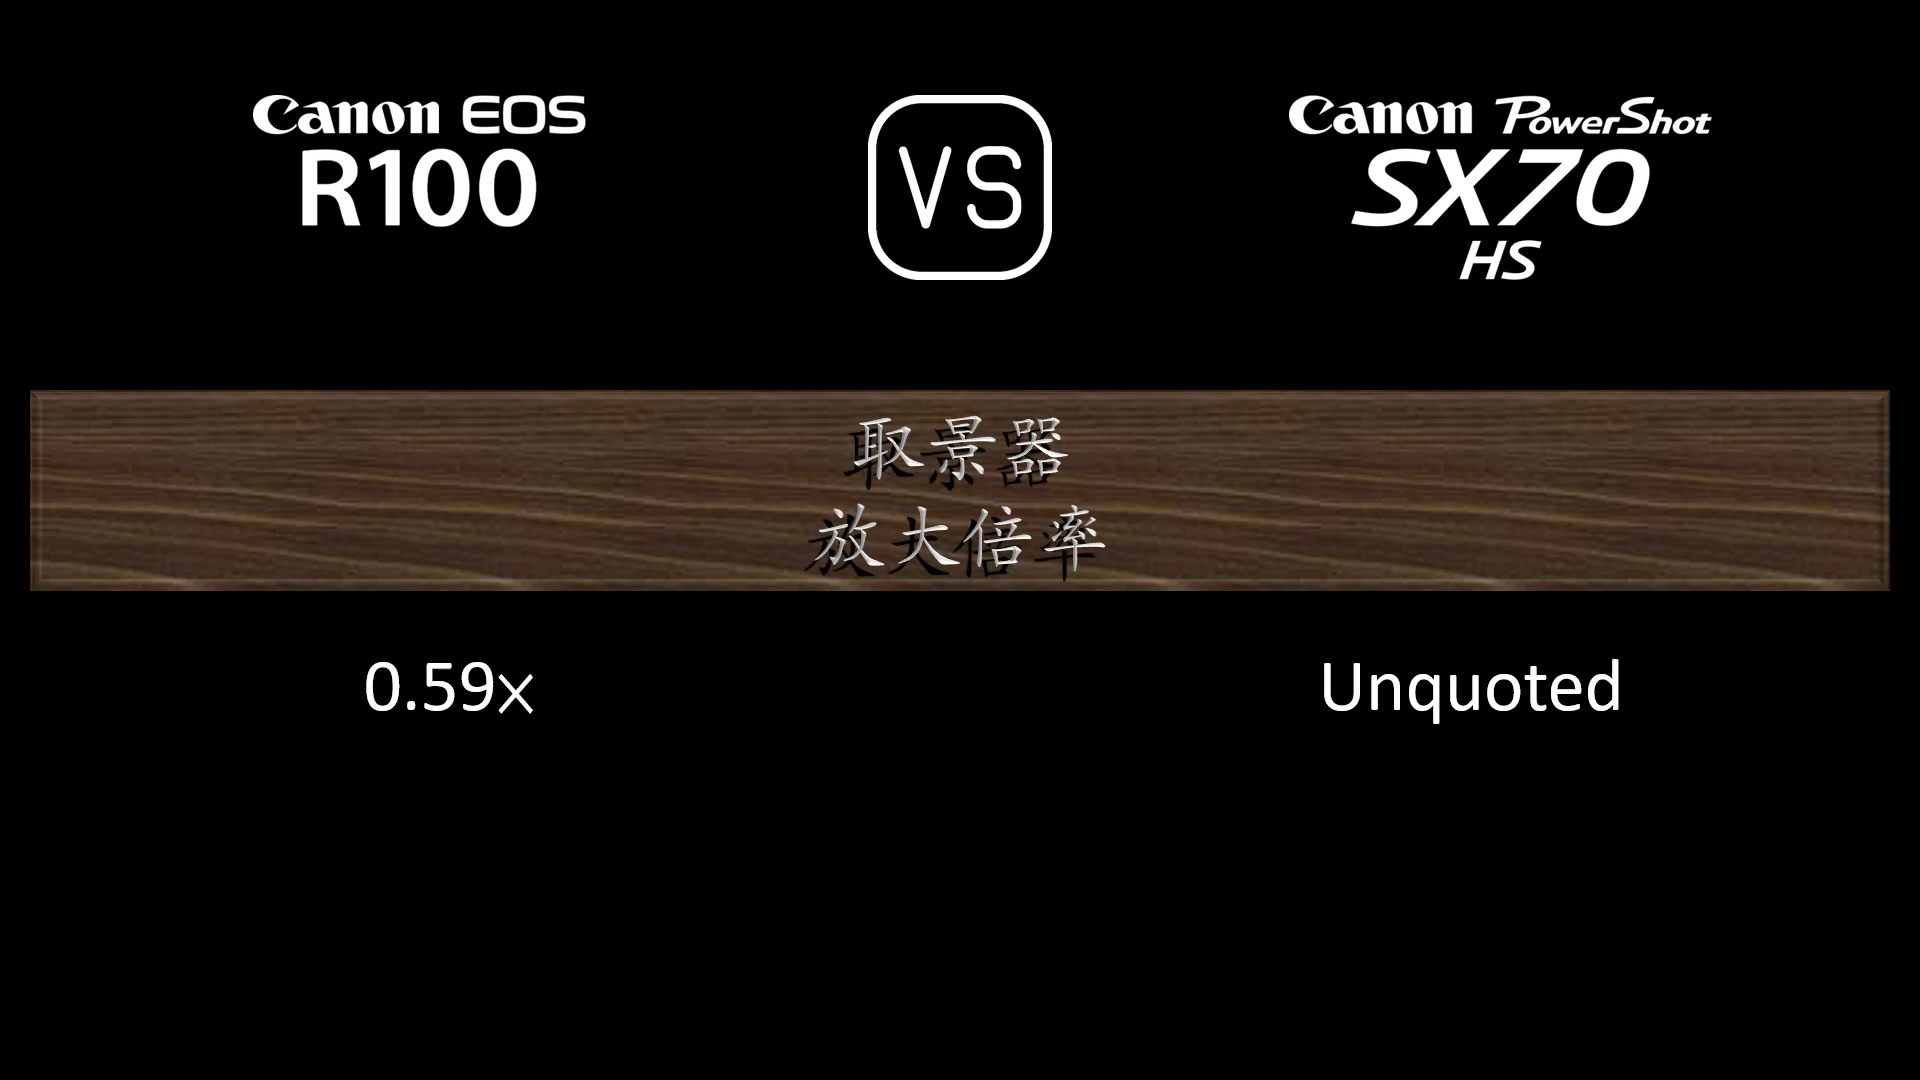 Canon EOS
R100
VS
Canon PowerShot
SX70
HS
取景器
放大倍率
0.59x
Unquoted